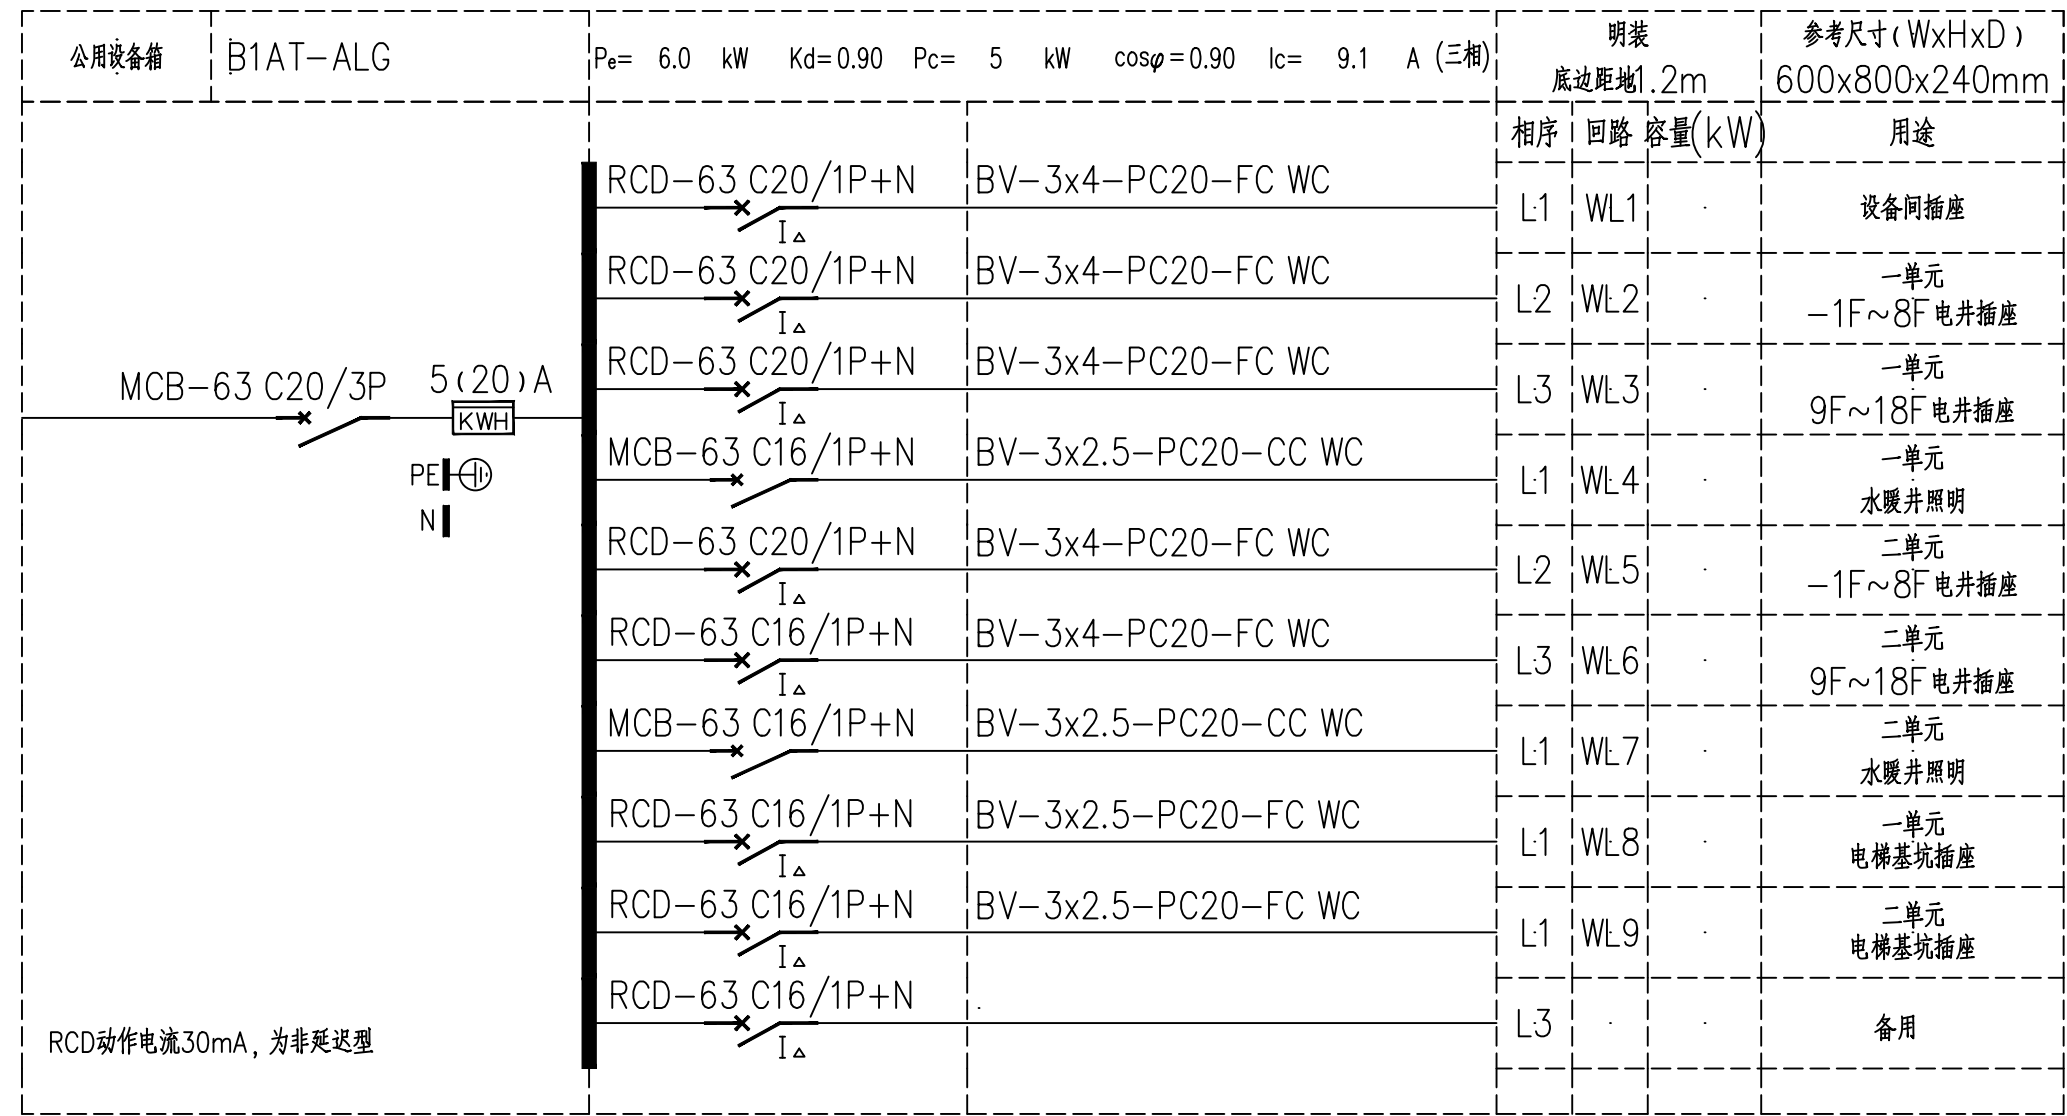 公用设备箱 B1AT-ALG Pe= 6.0 kW Kd=0.90 Pc= 5 kW cosφ=0.90 Ic= 9.1 A (三相)
明装
底边距地1.2m
参考尺寸(WxHxD)
600x800x240mm
相序 回路 容量(kW) 用途
RCD-63 C20/1P+N BV-3x4-PC20-FC WC L1 WL1 设备间插座
I△
RCD-63 C20/1P+N BV-3x4-PC20-FC WC L2 WL2 一单元
-1F~8F电井插座
I△
RCD-63 C20/1P+N BV-3x4-PC20-FC WC L3 WL3 一单元
9F~18F电井插座
I△
MCB-63 C20/3P 5(20)A
KWH
PE
N
MCB-63 C16/1P+N BV-3x2.5-PC20-CC WC L1 WL4 一单元
水暖井照明
RCD-63 C20/1P+N BV-3x4-PC20-FC WC L2 WL5 二单元
-1F~8F电井插座
I△
RCD-63 C16/1P+N BV-3x4-PC20-FC WC L3 WL6 二单元
9F~18F电井插座
I△
MCB-63 C16/1P+N BV-3x2.5-PC20-CC WC L1 WL7 二单元
水暖井照明
RCD-63 C16/1P+N BV-3x2.5-PC20-FC WC L1 WL8 一单元
电梯基坑插座
I△
RCD-63 C16/1P+N BV-3x2.5-PC20-FC WC L1 WL9 二单元
电梯基坑插座
I△
RCD-63 C16/1P+N L3 备用
I△
RCD动作电流30mA, 为非延迟型